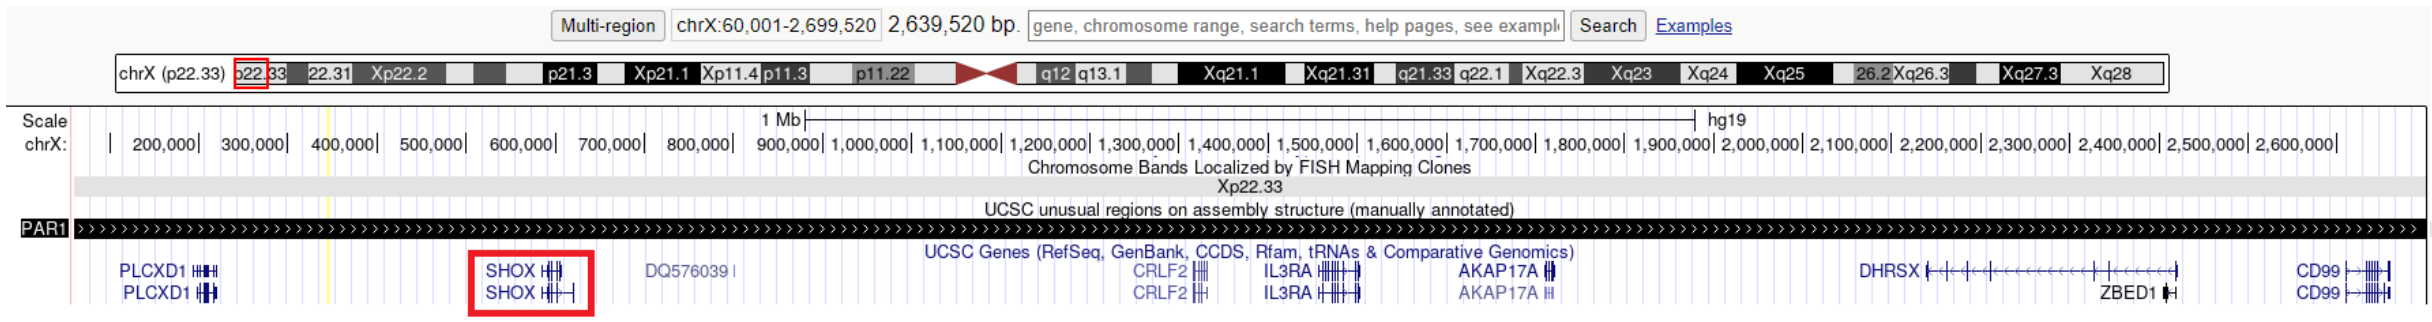 Multi-region chrX:60,001-2,699,520 2,639,520 bp. gene, chromosome range, search terms, help pages, see exampl Search Examples
chrX (p22.33) p22.33 22.31 Xp22.2 p21.3 Xp21.1 Xp11.4 p11.3 p11.22 q12 q13.1 Xq21.1 Xq21.31 q21.33 q22.1 Xq22.3 Xq23 Xq24 Xq25 26.2 Xq26.3 Xq27.3 Xq28
Scale 1 Mb hg19
chrX: 200,000 300,000 400,000 500,000 600,000 700,000 800,000 900,000 1,000,000 1,100,000 1,200,000 1,300,000 1,400,000 1,500,000 1,600,000 1,700,000 1,800,000 1,900,000 2,000,000 2,100,000 2,200,000 2,300,000 2,400,000 2,500,000 2,600,000
Chromosome Bands Localized by FISH Mapping Clones
Xp22.33
UCSC unusual regions on assembly structure (manually annotated)
PAR1
UCSC Genes (RefSeq, GenBank, CCDS, Rfam, tRNAs & Comparative Genomics)
PLCXD1 SHOX DQ576039 CRLF2 IL3RA AKAP17A DHRSX CD99
PLCXD1 SHOX CRLF2 IL3RA AKAP17A ZBED1 CD99